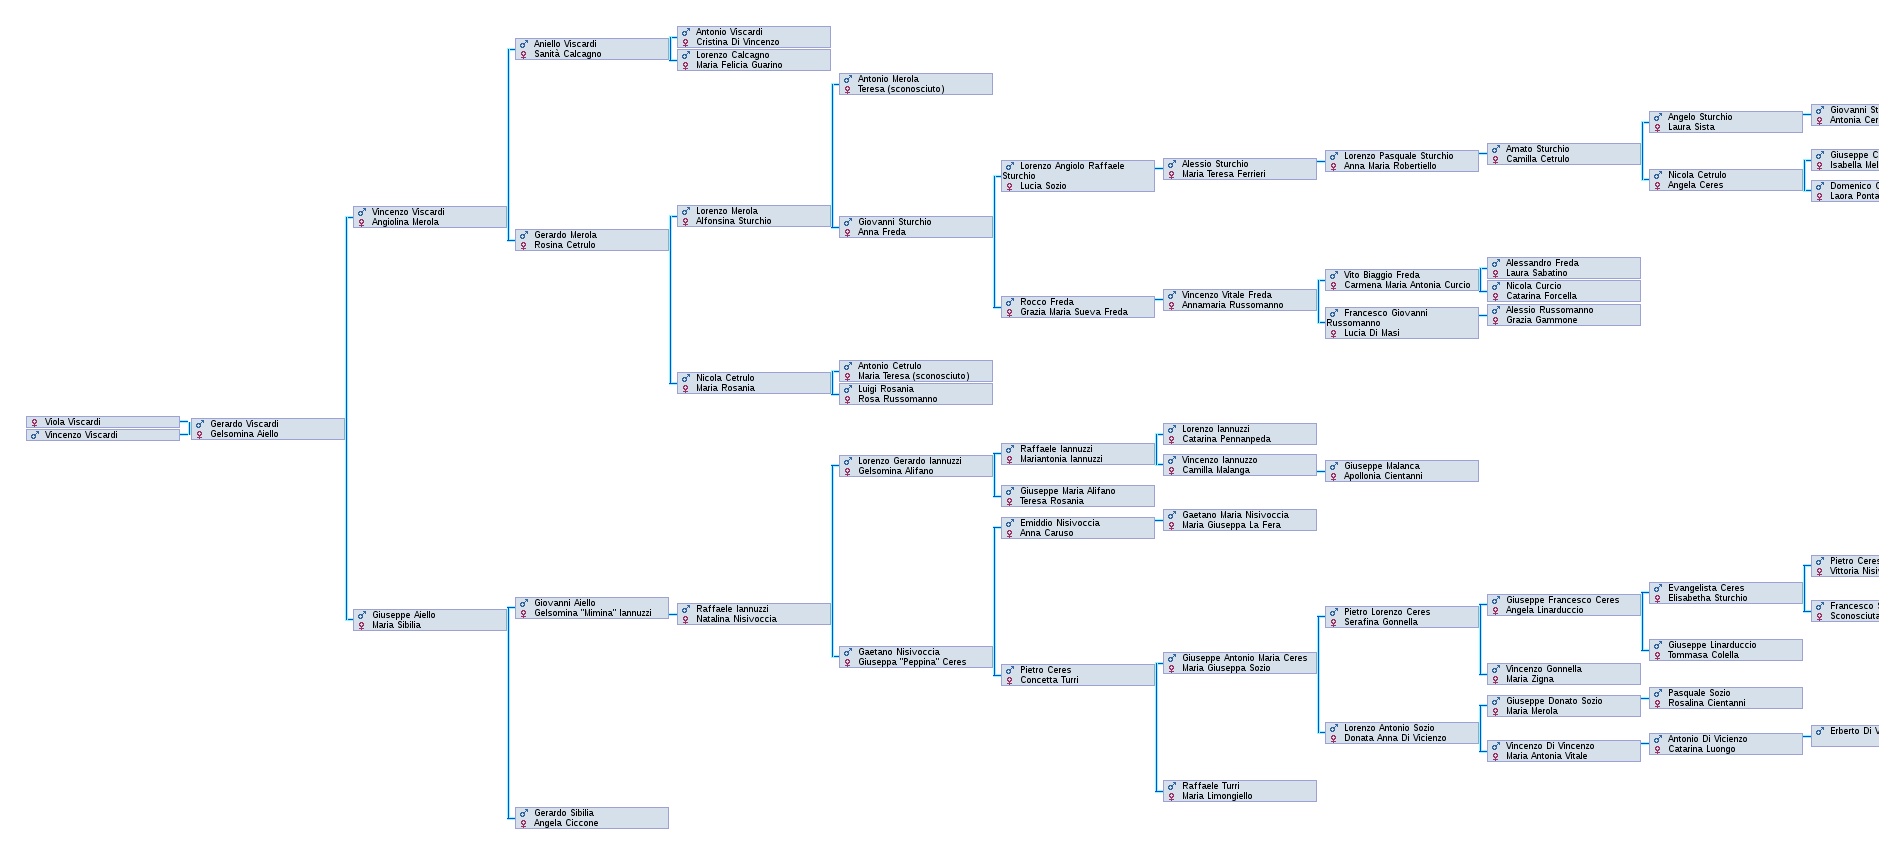 Viola Viscardi
Vincenzo Viscardi
Gerardo Viscardi
Gelsomina Aiello
Vincenzo Viscardi
Angiolina Merola
Giuseppe Aiello
Maria Sibilia
Aniello Viscardi
Sanità Calcagno
Gerardo Merola
Rosina Cetrulo
Giovanni Aiello
Gelsomina "Mimina" Iannuzzi
Gerardo Sibilia
Angela Ciccone
Antonio Viscardi
Cristina Di Vincenzo
Lorenzo Calcagno
Maria Felicia Guarino
Lorenzo Merola
Alfonsina Sturchio
Nicola Cetrulo
Maria Rosania
Raffaele Iannuzzi
Natalina Nisivoccia
Antonio Merola
Teresa (sconosciuto)
Giovanni Sturchio
Anna Freda
Antonio Cetrulo
Maria Teresa (sconosciuto)
Luigi Rosania
Rosa Russomanno
Lorenzo Gerardo Iannuzzi
Gelsomina Alifano
Gaetano Nisivoccia
Giuseppa "Peppina" Ceres
Lorenzo Angiolo Raffaele
Sturchio
Lucia Sozio
Rocco Freda
Grazia Maria Sueva Freda
Raffaele Iannuzzi
Mariantonia Iannuzzi
Giuseppe Maria Alifano
Teresa Rosania
Emiddio Nisivoccia
Anna Caruso
Pietro Ceres
Concetta Turri
Alessio Sturchio
Maria Teresa Ferrieri
Vincenzo Vitale Freda
Annamaria Russomanno
Lorenzo Iannuzzi
Catarina Pennanpeda
Vincenzo Iannuzzo
Camilla Malanga
Gaetano Maria Nisivoccia
Maria Giuseppa La Fera
Giuseppe Antonio Maria Ceres
Maria Giuseppa Sozio
Raffaele Turri
Maria Limongiello
Lorenzo Pasquale Sturchio
Anna Maria Robertiello
Vito Biaggio Freda
Carmena Maria Antonia Curcio
Francesco Giovanni
Russomanno
Lucia Di Masi
Giuseppe Malanca
Apollonia Cientanni
Pietro Lorenzo Ceres
Serafina Gonnella
Lorenzo Antonio Sozio
Donata Anna Di Vicienzo
Amato Sturchio
Camilla Cetrulo
Alessandro Freda
Laura Sabatino
Nicola Curcio
Catarina Forcella
Alessio Russomanno
Grazia Gammone
Giuseppe Francesco Ceres
Angela Linarduccio
Vincenzo Gonnella
Maria Zigna
Giuseppe Donato Sozio
Maria Merola
Vincenzo Di Vincenzo
Maria Antonia Vitale
Angelo Sturchio
Laura Sista
Nicola Cetrulo
Angela Ceres
Evangelista Ceres
Elisabetha Sturchio
Giuseppe Linarduccio
Tommasa Colella
Pasquale Sozio
Rosalina Cientanni
Antonio Di Vicienzo
Catarina Luongo
Giovanni St
Antonia Cer
Giuseppe C
Isabella Mel
Domenico C
Laora Ponta
Pietro Ceres
Vittoria Nisi
Francesco S
Sconosciuta
Erberto Di V